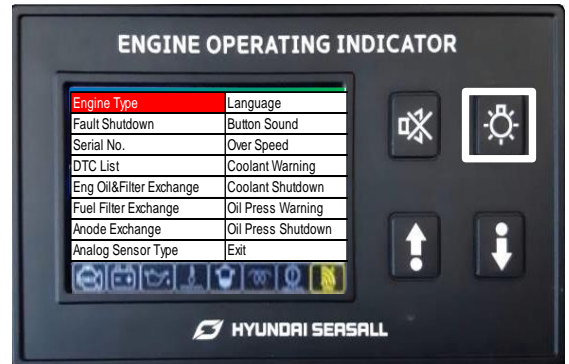 ENGINE OPERATING INDICATOR
Engine Type Language
Fault Shutdown Button Sound
Serial No. Over Speed
DTC List Coolant Warning
Eng Oil&Filter Exchange Coolant Shutdown
Fuel Filter Exchange Oil Press Warning
Anode Exchange Oil Press Shutdown
Analog Sensor Type Exit
HYUNDAI SEASALL